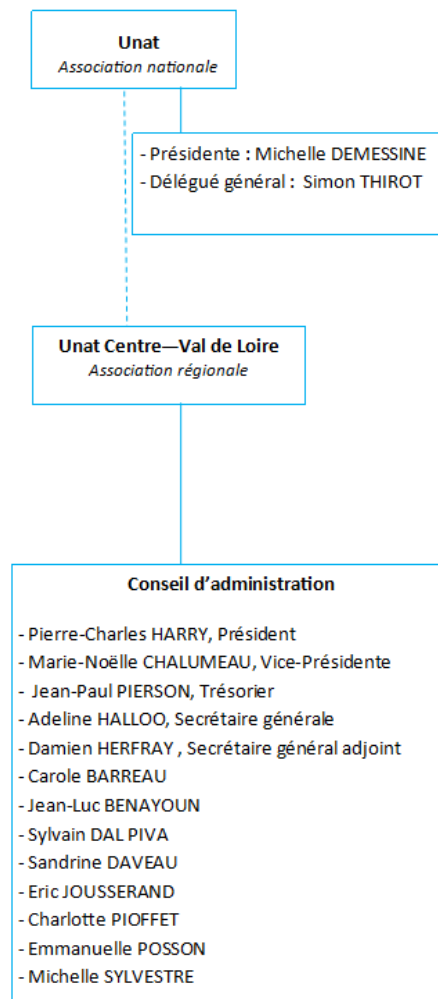 Unat
Association nationale
- Présidente : Michelle DEMESSINE
- Délégué général :  Simon THIROT
Unat Centre—Val de Loire
Association régionale
Conseil d’administration
- Pierre-Charles HARRY, Président
- Marie-Noëlle CHALUMEAU, Vice-Présidente
-  Jean-Paul PIERSON, Trésorier
- Adeline HALLOO, Secrétaire générale
- Damien HERFRAY , Secrétaire général adjoint
- Carole BARREAU
- Jean-Luc BENAYOUN
- Sylvain DAL PIVA
- Sandrine DAVEAU
- Eric JOUSSERAND
- Charlotte PIOFFET
- Emmanuelle POSSON
- Michelle SYLVESTRE